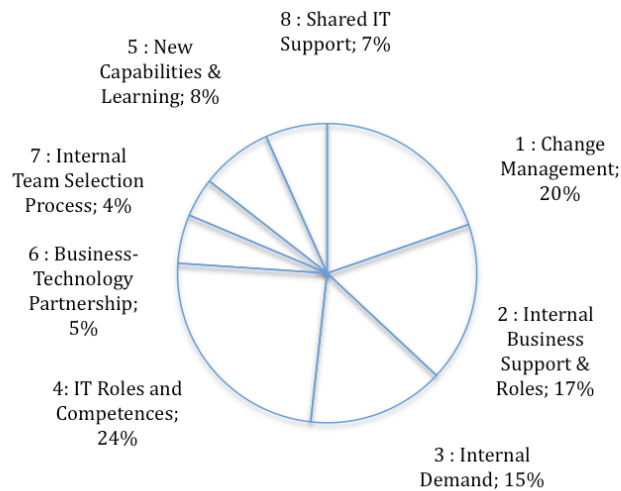 8 : Shared IT
Support; 7%
5 : New
Capabilities &
Learning; 8%
1 : Change
Management;
20%
7 : Internal
Team Selection
Process; 4%
6 : Business-
Technology
Partnership;
5%
2 : Internal
Business
Support &
Roles; 17%
4: IT Roles and
Competences;
24%
3 : Internal
Demand; 15%